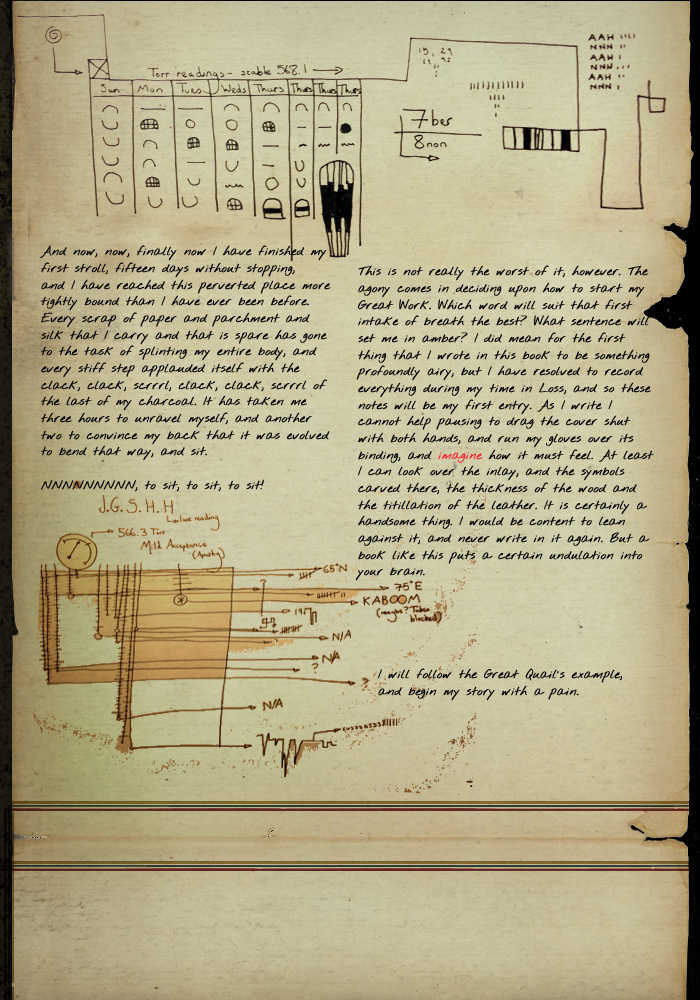 Torr readings - stable 568.1
Sun Mon Tues Weds Thurs Thurs Thurs Thurs
15, 29
7ber
8non
AAH
NNN
AAH
NNN
AAH
NNN
And now, now, finally now I have finished my
first stroll, fifteen days without stopping,
and I have reached this perverted place more
tightly bound than I have ever been before.
Every scrap of paper and parchment and
silk that I carry and that is spare has gone
to the task of splinting my entire body, and
every stiff step applauded itself with the
clack, clack, scrrrl, clack, clack, scrrrl of
the last of my charcoal. It has taken me
three hours to unravel myself, and another
two to convince my back that it was evolved
to bend that way, and sit.
NNNNNNNNN, to sit, to sit, to sit!
J.G.S.H.H
566.3 Torr
Mild Acceptance
(Apathy)
65°N
75°E
KABOOM
(maybe? Tubes
blocked)
?
N/A
N/A
?
?
N/A
This is not really the worst of it, however. The
agony comes in deciding upon how to start my
Great Work. Which word will suit that first
intake of breath the best? What sentence will
set me in amber? I did mean for the first
thing that I wrote in this book to be something
profoundly airy, but I have resolved to record
everything during my time in Loss, and so these
notes will be my first entry. As I write I
cannot help pausing to drag the cover shut
with both hands, and run my gloves over its
binding, and imagine how it must feel. At least
I can look over the inlay, and the symbols
carved there, the thickness of the wood and
the titillation of the leather. It is certainly a
handsome thing. I would be content to lean
against it, and never write in it again. But a
book like this puts a certain undulation into
your brain.
I will follow the Great Quail's example,
and begin my story with a pain.